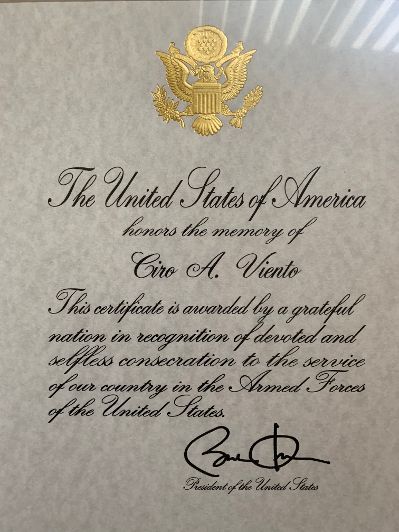 The United States of America
honors the memory of
Ciro A. Viento
This certificate is awarded by a grateful
nation in recognition of devoted and
selfless consecration to the service
of our country in the Armed Forces
of the United States.
President of the United States